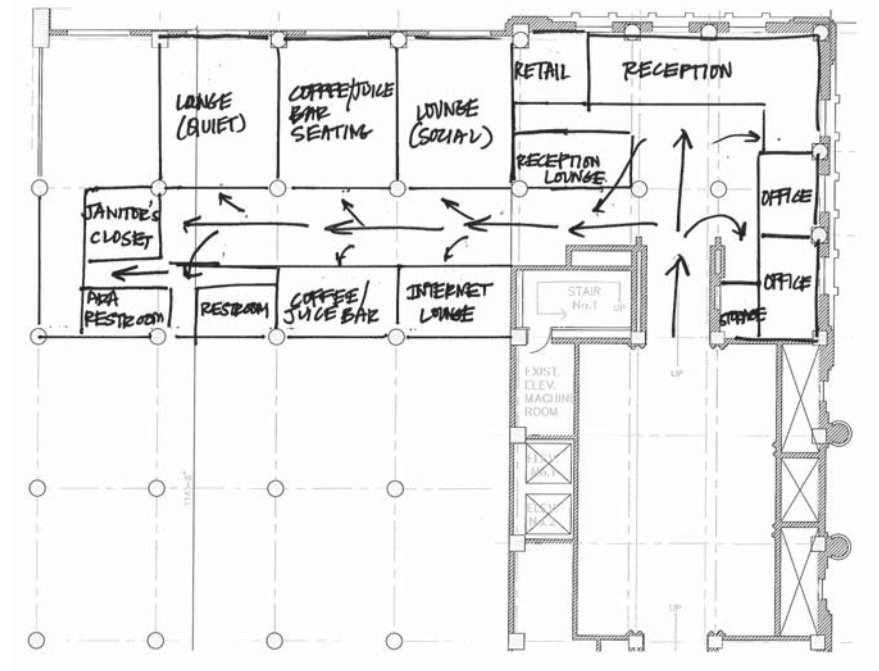 LOUNGE
(QUIET)
COFFEE/JUICE
BAR
SEATING
LOUNGE
(SOCIAL)
RETAIL
RECEPTION
RECEPTION
LOUNGE
OFFICE
JANITOR'S
CLOSET
ADA
RESTROOM
RESTROOM
COFFEE/
JUICE BAR
INTERNET
LOUNGE
STAIR
No.1
UP
OFFICE
STORAGE
UP
EXIST.
ELEV.
MACHINE
ROOM
ELEV.
No.1
ELEV.
No.2
UP